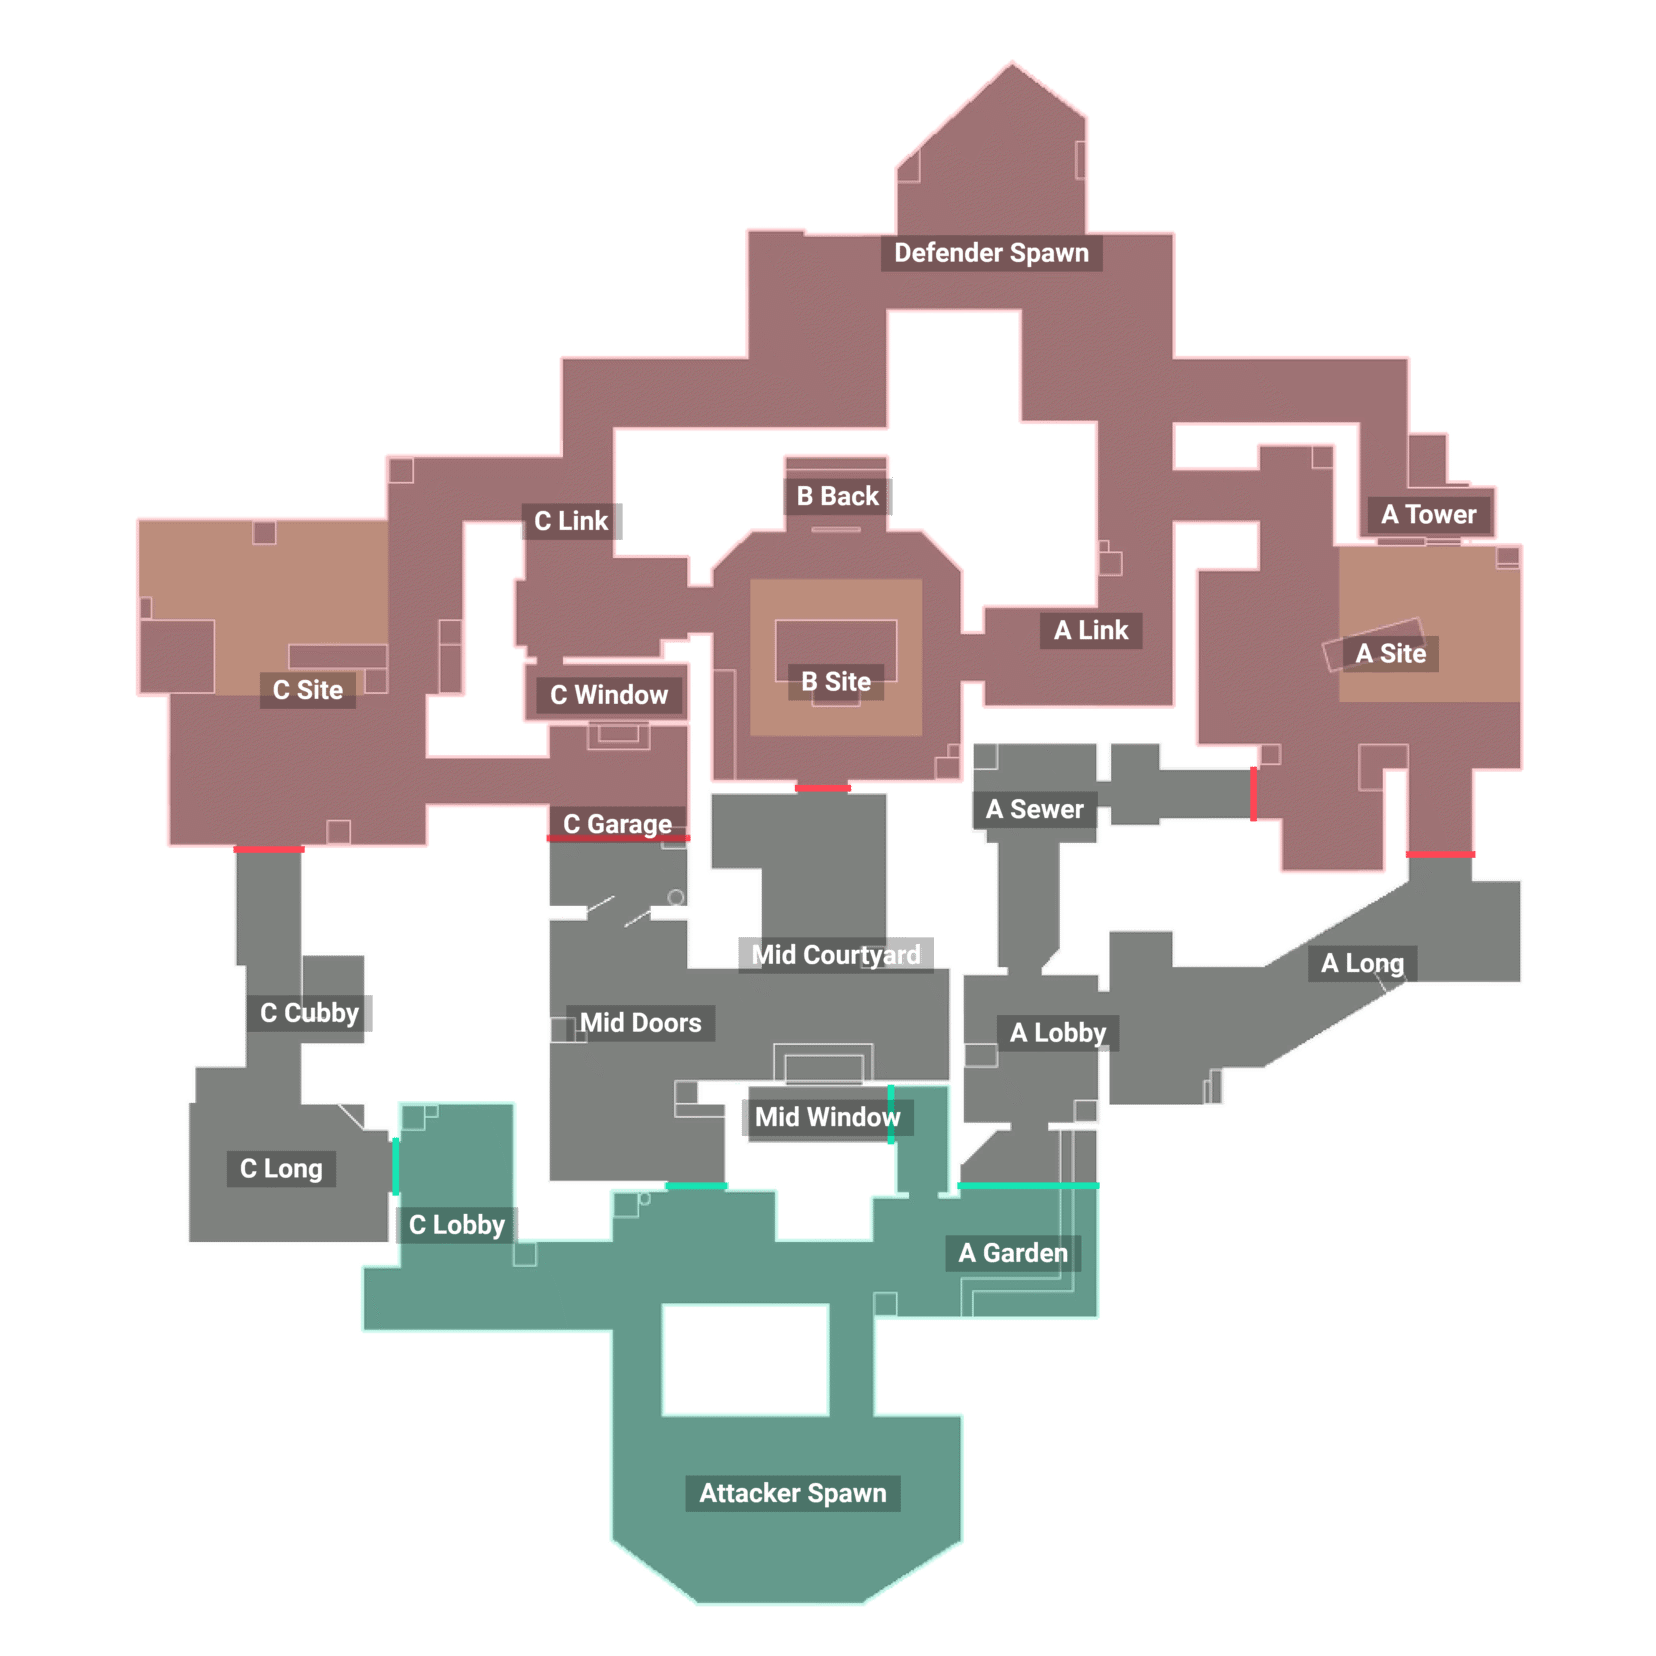 Defender Spawn
B Back
A Tower
C Link
A Link
A Site
B Site
C Site
C Window
A Sewer
C Garage
Mid Courtyard
A Long
C Cubby
Mid Doors
A Lobby
Mid Window
C Long
C Lobby
A Garden
Attacker Spawn